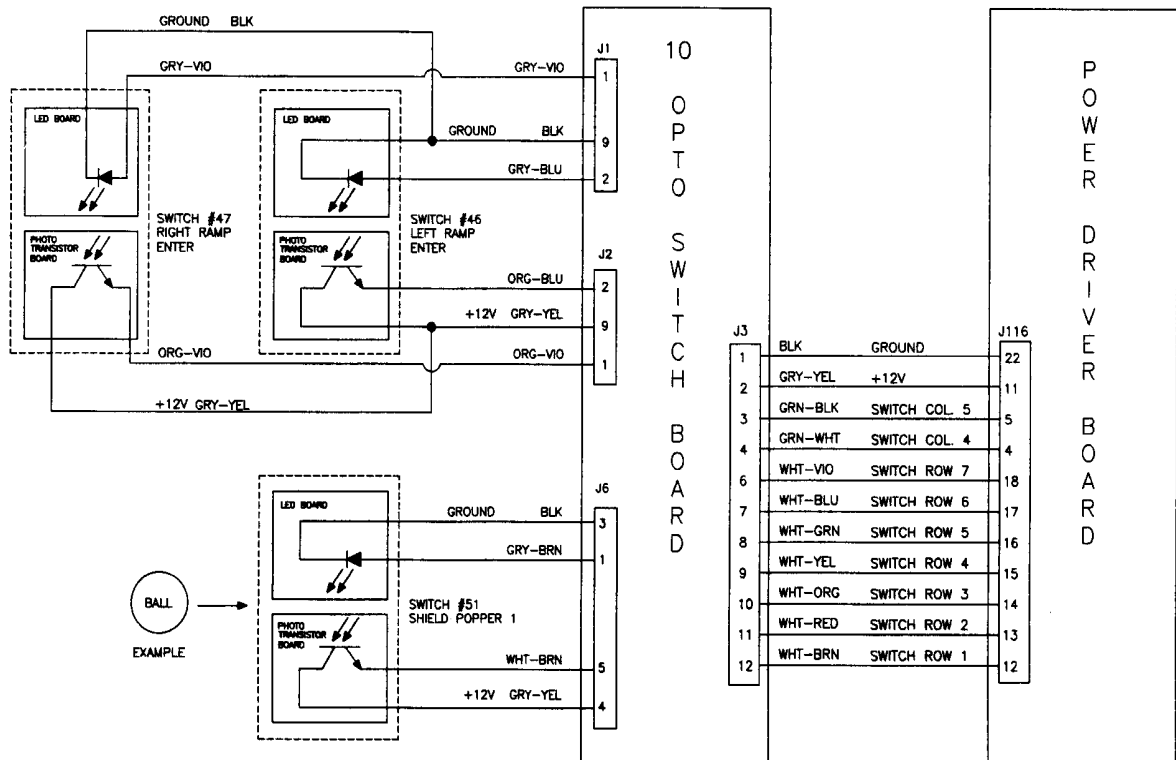 GROUND BLK
GRY-VIO
GRY-VIO
LED BOARD
PHOTO
TRANSISTOR
BOARD
SWITCH #47
RIGHT RAMP
ENTER
ORG-VIO
+12V GRY-YEL
LED BOARD
PHOTO
TRANSISTOR
BOARD
SWITCH #46
LEFT RAMP
ENTER
GROUND BLK
GRY-BLU
ORG-BLU
+12V GRY-YEL
ORG-VIO
J1
1
9
2
J2
2
9
1
BALL
EXAMPLE
LED BOARD
PHOTO
TRANSISTOR
BOARD
SWITCH #51
SHIELD POPPER 1
GROUND BLK
GRY-BRN
WHT-BRN
+12V GRY-YEL
J6
3
1
5
4
10 OPTO SWITCH BOARD
J3
J116
1 BLK GROUND 22
2 GRY-YEL +12V 11
3 GRN-BLK SWITCH COL. 5 5
4 GRN-WHT SWITCH COL. 4 4
6 WHT-VIO SWITCH ROW 7 18
7 WHT-BLU SWITCH ROW 6 17
8 WHT-GRN SWITCH ROW 5 16
9 WHT-YEL SWITCH ROW 4 15
10 WHT-ORG SWITCH ROW 3 14
11 WHT-RED SWITCH ROW 2 13
12 WHT-BRN SWITCH ROW 1 12
POWER DRIVER BOARD